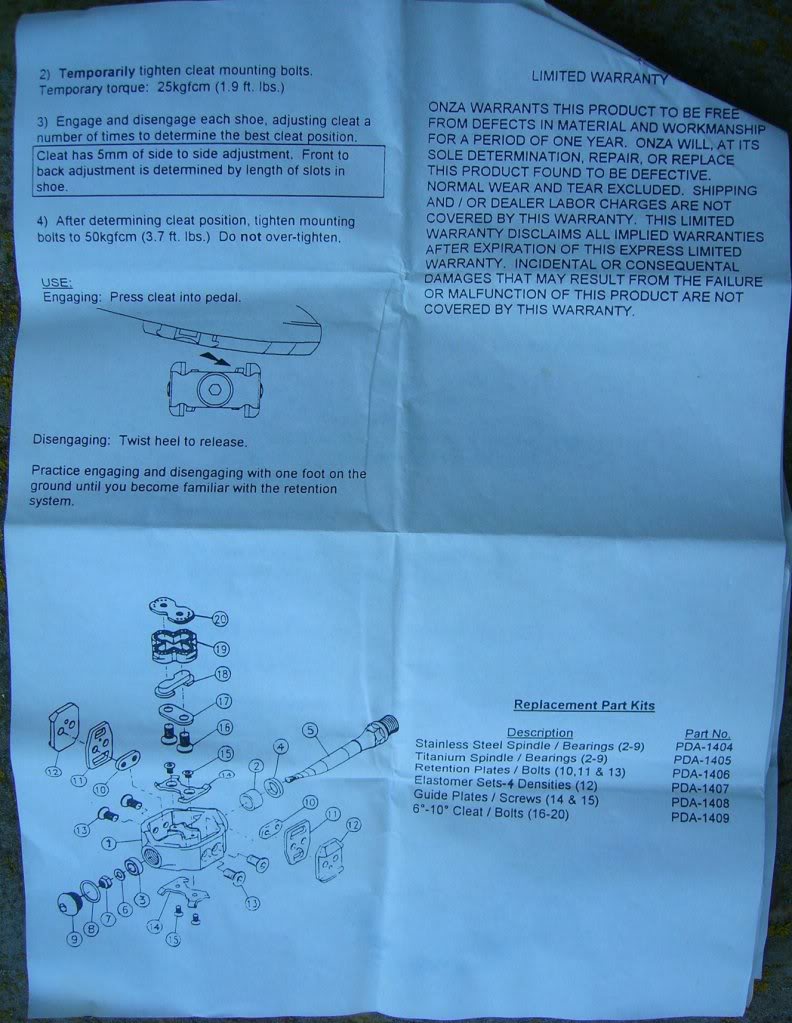 2) Temporarily tighten cleat mounting bolts.
Temporary torque: 25kgfcm (1.9 ft. lbs.)
3) Engage and disengage each shoe, adjusting cleat a
number of times to determine the best cleat position.
Cleat has 5mm of side to side adjustment. Front to
back adjustment is determined by length of slots in
shoe.
4) After determining cleat position, tighten mounting
bolts to 50kgfcm (3.7 ft. lbs.) Do not over-tighten.
USE:
Engaging: Press cleat into pedal.
Disengaging: Twist heel to release.
Practice engaging and disengaging with one foot on the
ground until you become familiar with the retention
system.
LIMITED WARRANTY
ONZA WARRANTS THIS PRODUCT TO BE FREE
FROM DEFECTS IN MATERIAL AND WORKMANSHIP
FOR A PERIOD OF ONE YEAR. ONZA WILL, AT ITS
SOLE DETERMINATION, REPAIR, OR REPLACE
THIS PRODUCT FOUND TO BE DEFECTIVE.
NORMAL WEAR AND TEAR EXCLUDED. SHIPPING
AND / OR DEALER LABOR CHARGES ARE NOT
COVERED BY THIS WARRANTY. THIS LIMITED
WARRANTY DISCLAIMS ALL IMPLIED WARRANTIES
AFTER EXPIRATION OF THIS EXPRESS LIMITED
WARRANTY. INCIDENTAL OR CONSEQUENTAL
DAMAGES THAT MAY RESULT FROM THE FAILURE
OR MALFUNCTION OF THIS PRODUCT ARE NOT
COVERED BY THIS WARRANTY.
20
19
18
17
16
15
14
5
4
2
12
11
10
13
1
10
11
12
13
3
6
7
8
9
14
15
Replacement Part Kits
Description Part No.
Stainless Steel Spindle / Bearings (2-9) PDA-1404
Titanium Spindle / Bearings (2-9) PDA-1405
Retention Plates / Bolts (10,11 & 13) PDA-1406
Elastomer Sets-4 Densities (12) PDA-1407
Guide Plates / Screws (14 & 15) PDA-1408
6°-10° Cleat / Bolts (16-20) PDA-1409